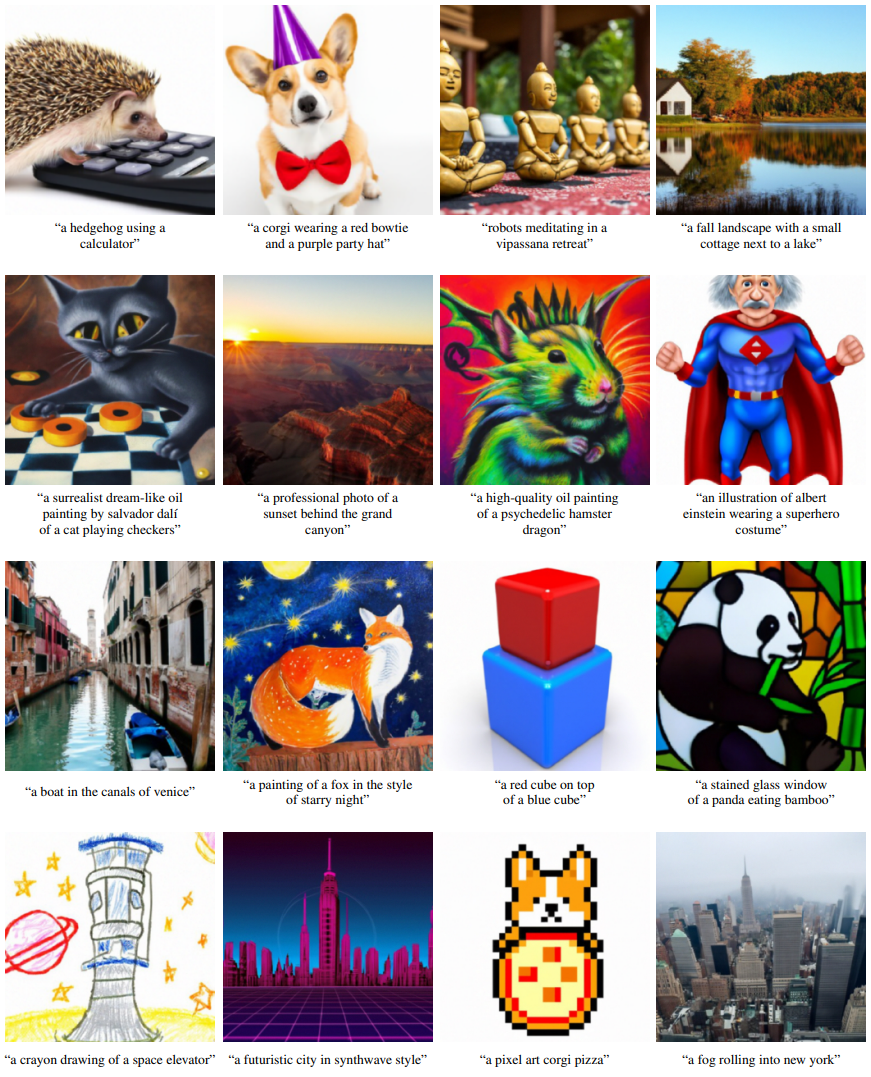 “a hedgehog using a
calculator”
“a corgi wearing a red bowtie
and a purple party hat”
“robots meditating in a
vipassana retreat”
“a fall landscape with a small
cottage next to a lake”
“a surrealist dream-like oil
painting by salvador dalí
of a cat playing checkers”
“a professional photo of a
sunset behind the grand
canyon”
“a high-quality oil painting
of a psychedelic hamster
dragon”
“an illustration of albert
einstein wearing a superhero
costume”
“a boat in the canals of venice”
“a painting of a fox in the style
of starry night”
“a red cube on top
of a blue cube”
“a stained glass window
of a panda eating bamboo”
“a crayon drawing of a space elevator”
“a futuristic city in synthwave style”
“a pixel art corgi pizza”
“a fog rolling into new york”